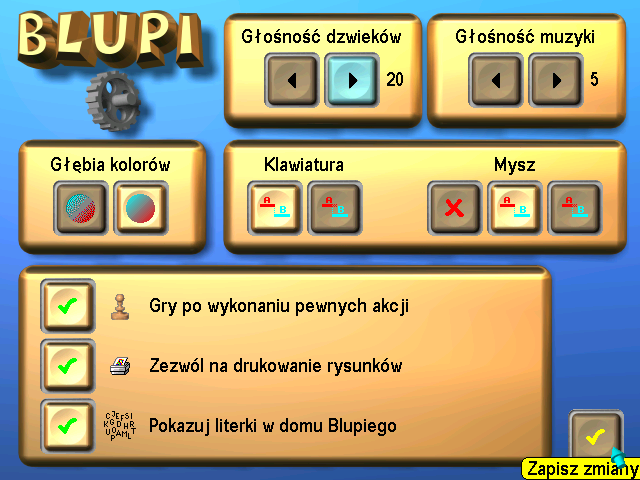 BLUPI
Głośność dzwieków
20
Głośność muzyki
5
Głębia kolorów
Klawiatura
A B
Mysz
A B
Gry po wykonaniu pewnych akcji
Zezwól na drukowanie rysunków
Pokazuj literki w domu Blupiego
Zapisz zmiany